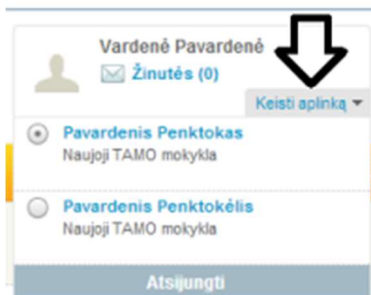 Vardenė Pavardenė
Žinutės (0)
Keisti aplinką
Pavardenis Penktokas
Naujoji TAMO mokykla
Pavardenis Penktokėlis
Naujoji TAMO mokykla
Atsijungti